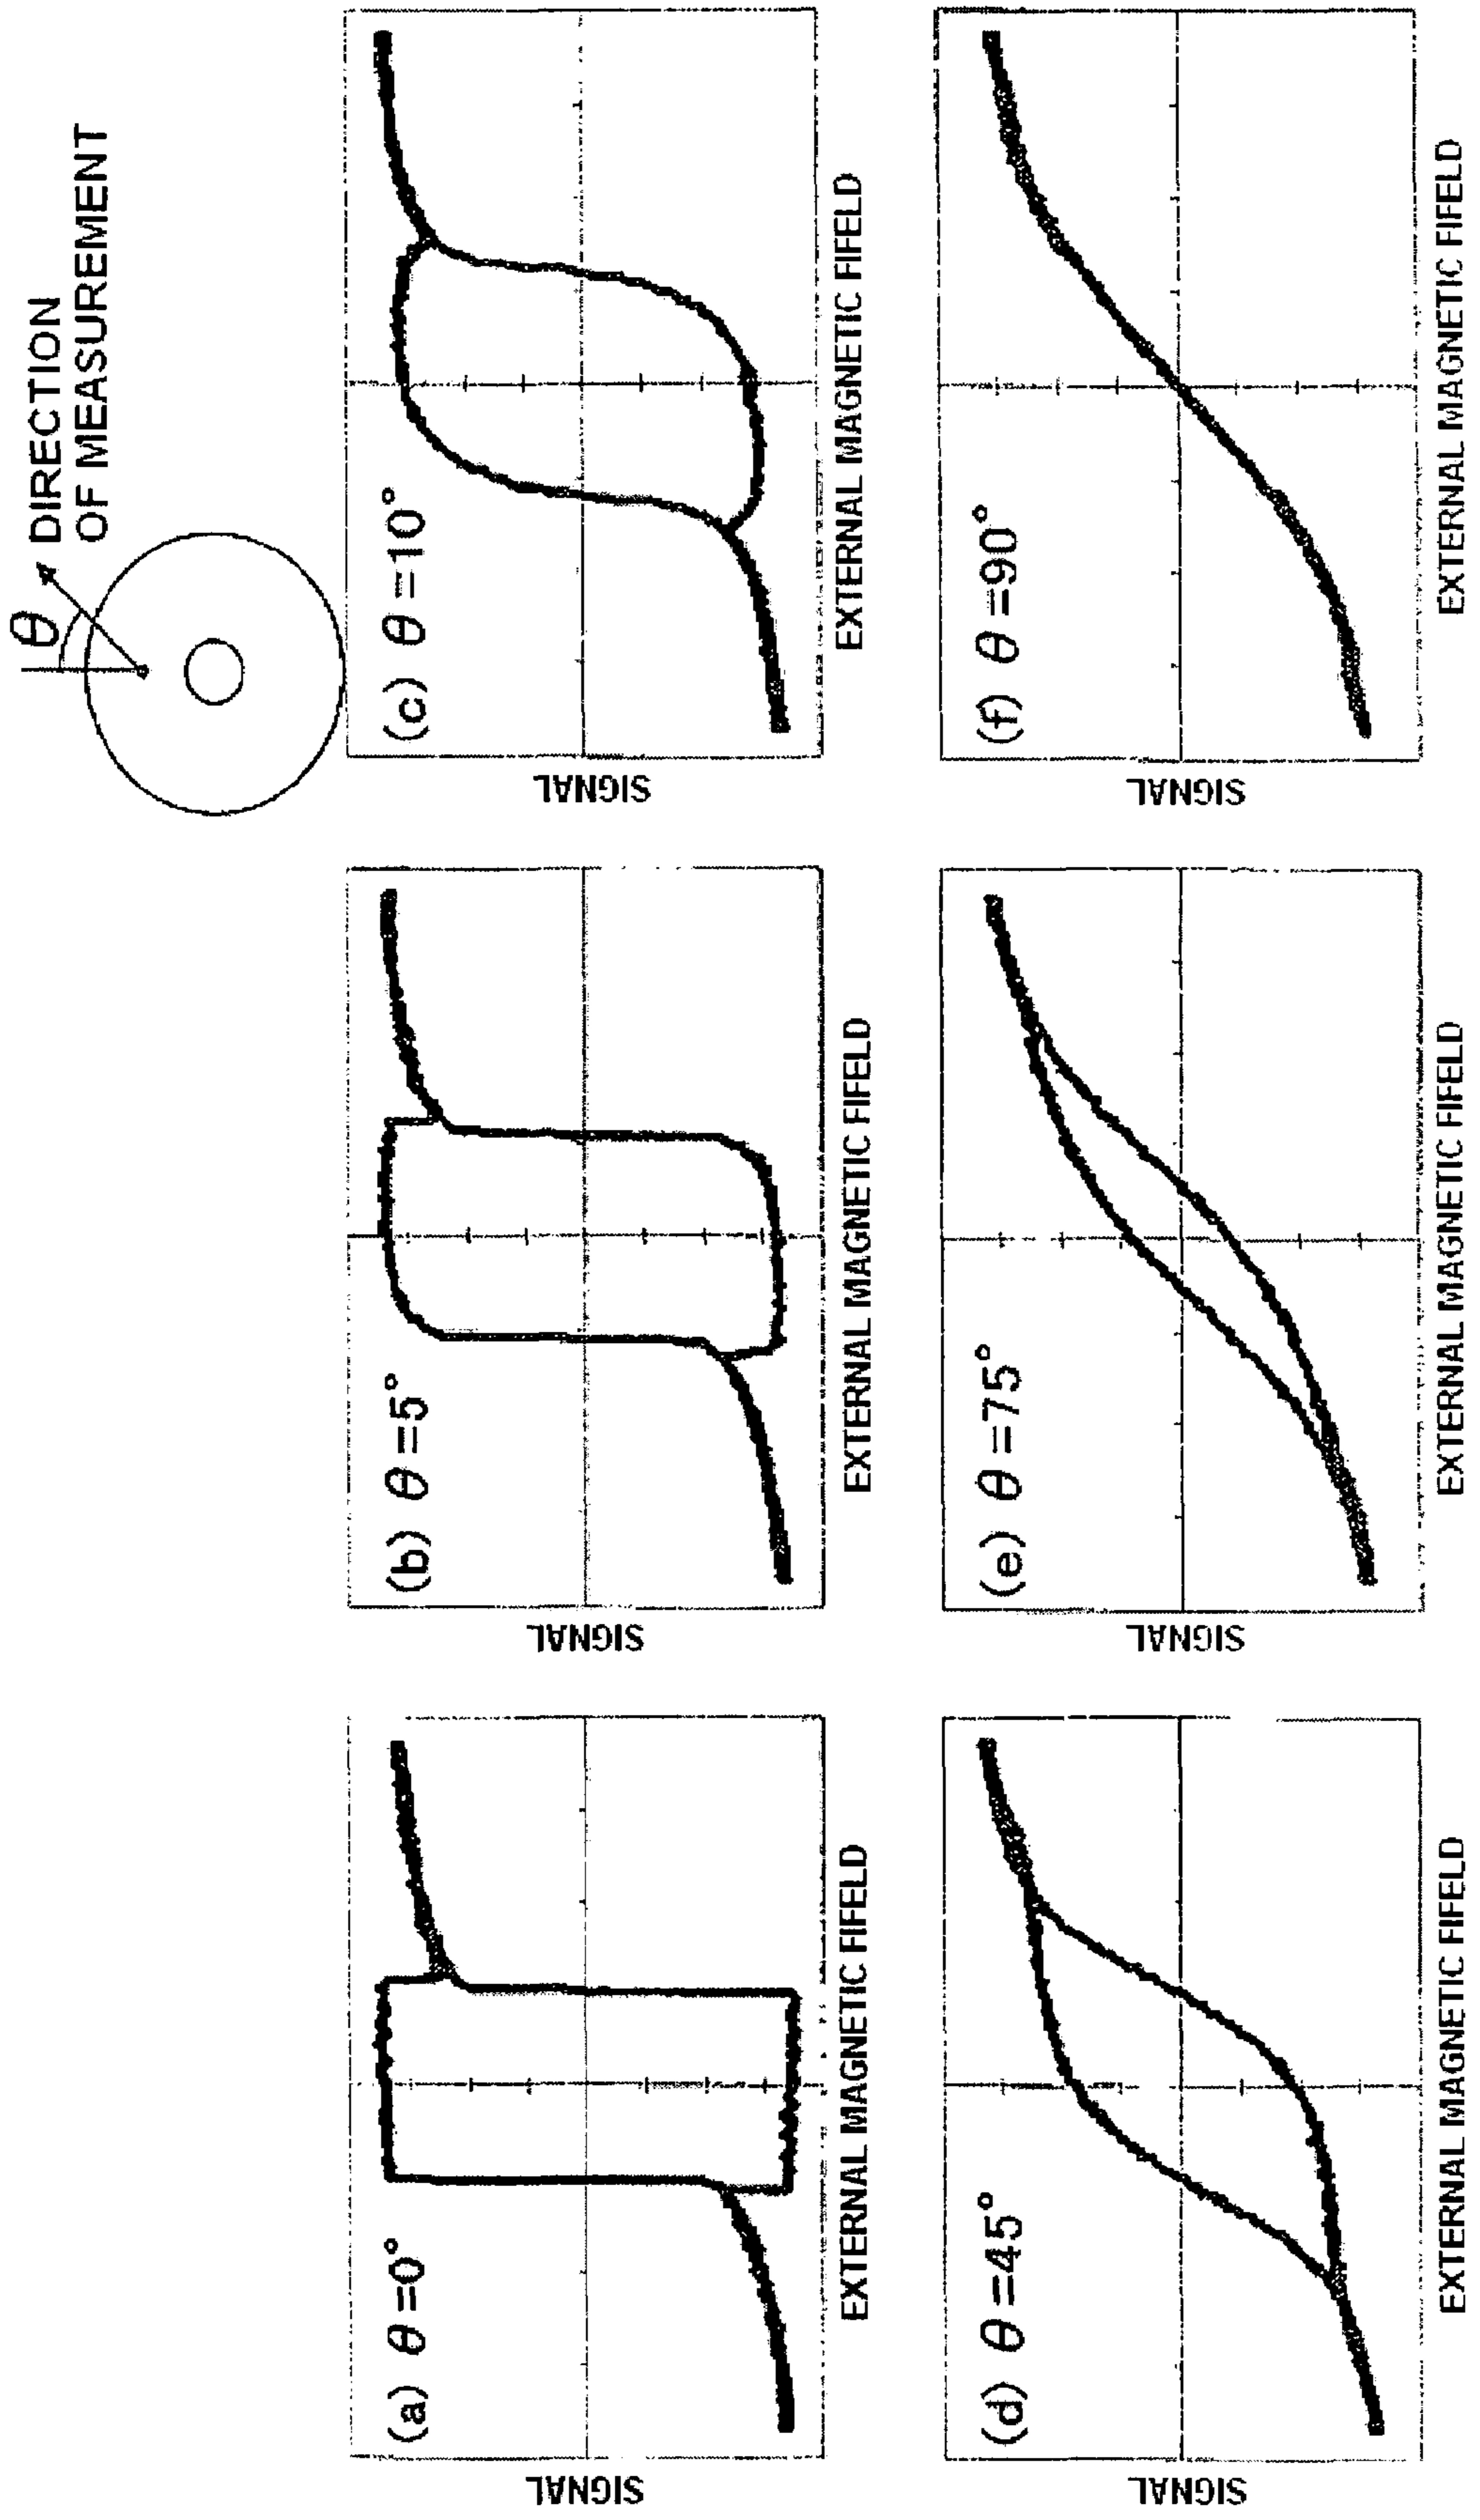 θ
DIRECTION
OF MEASUREMENT
(a) θ=0°
SIGNAL
EXTERNAL MAGNETIC FIFELD
(b) θ=5°
SIGNAL
EXTERNAL MAGNETIC FIFELD
(c) θ=10°
SIGNAL
EXTERNAL MAGNETIC FIFELD
(d) θ=45°
SIGNAL
EXTERNAL MAGNETIC FIFELD
(e) θ=75°
SIGNAL
EXTERNAL MAGNETIC FIFELD
(f) θ=90°
SIGNAL
EXTERNAL MAGNETIC FIFELD